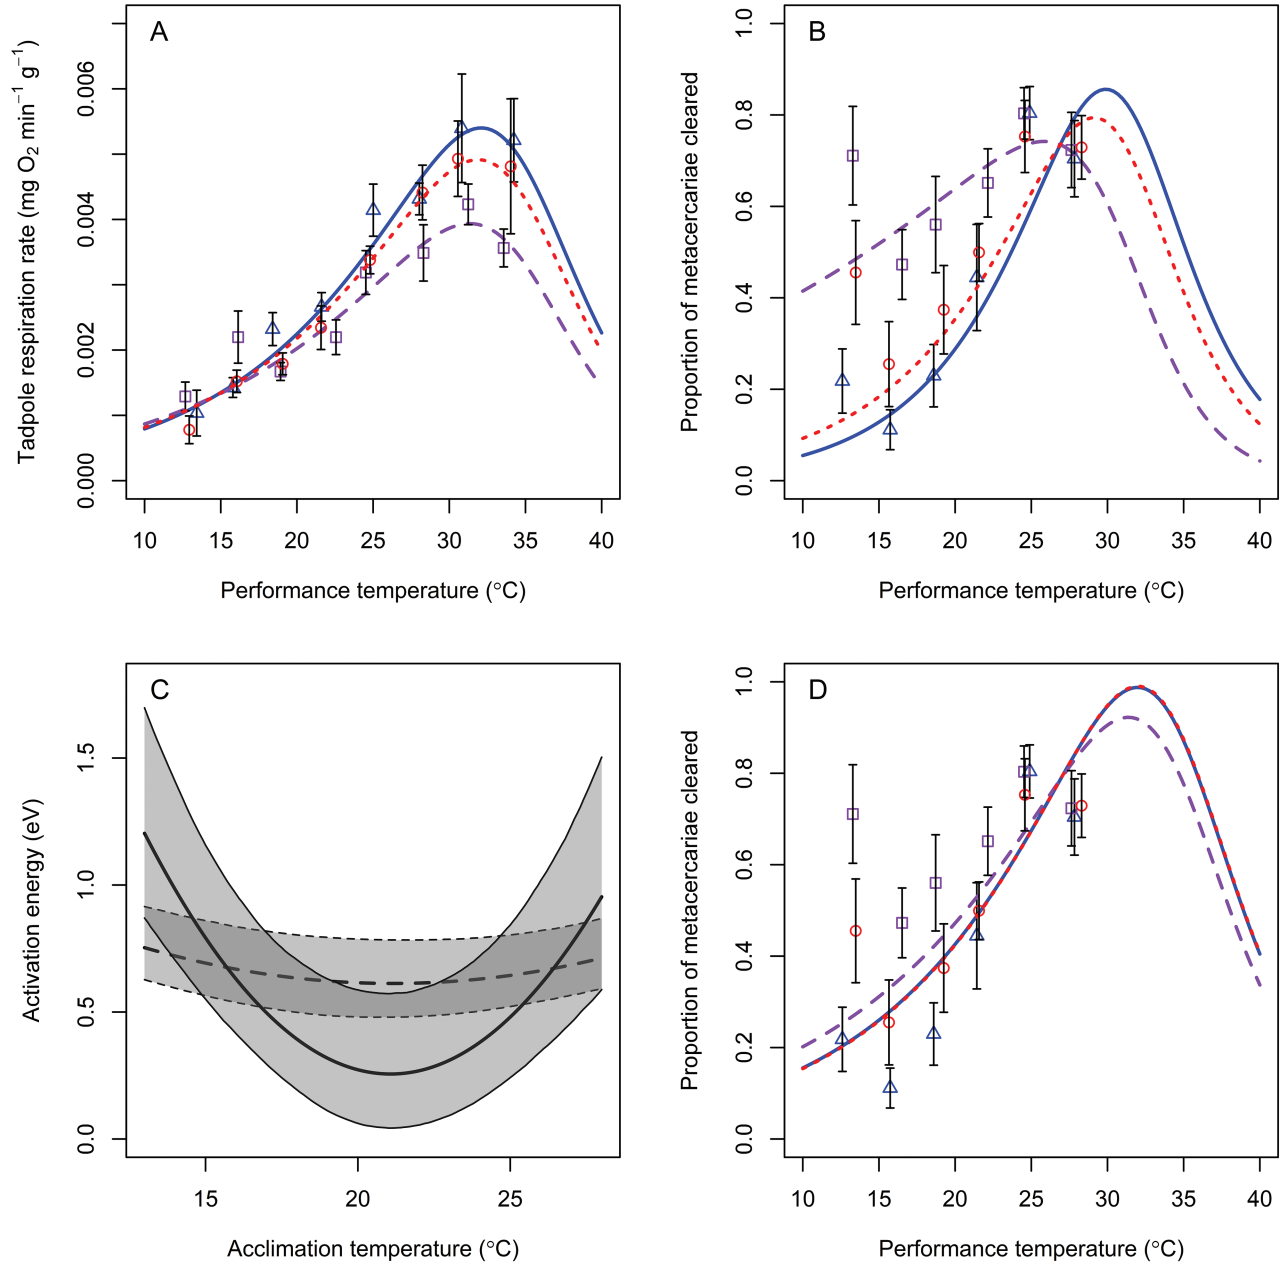 A
Tadpole respiration rate (mg O2 min−1 g−1)
0.000
0.002
0.004
0.006
10 15 20 25 30 35 40
Performance temperature (°C)
B
Proportion of metacercariae cleared
0.0
0.2
0.4
0.6
0.8
1.0
10 15 20 25 30 35 40
Performance temperature (°C)
C
Activation energy (eV)
0.0
0.5
1.0
1.5
15 20 25
Acclimation temperature (°C)
D
Proportion of metacercariae cleared
0.0
0.2
0.4
0.6
0.8
1.0
10 15 20 25 30 35 40
Performance temperature (°C)